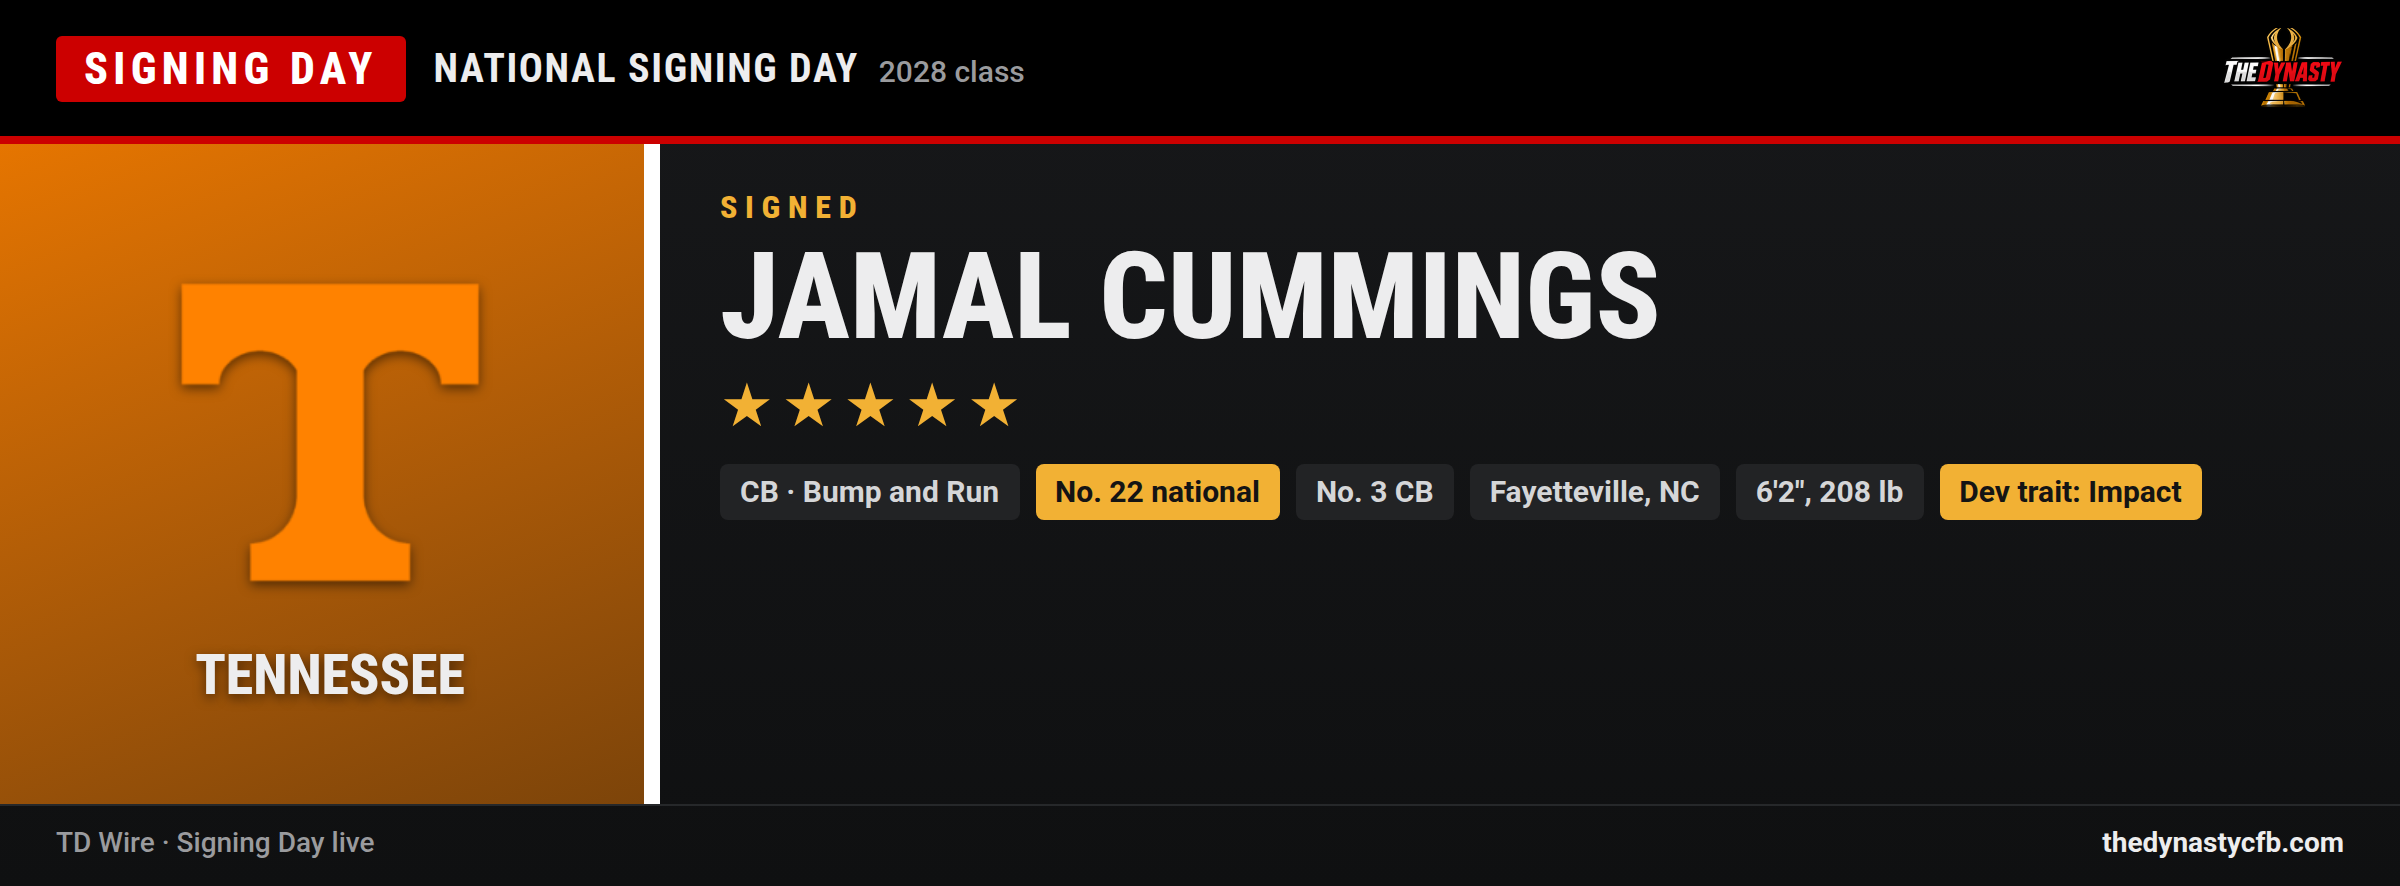 SIGNING DAY NATIONAL SIGNING DAY 2028 class
THE DYNASTY
SIGNED
JAMAL CUMMINGS
★★★★★
CB · Bump and Run No. 22 national No. 3 CB Fayetteville, NC 6'2", 208 lb Dev trait: Impact
T
TENNESSEE
TD Wire · Signing Day live
thedynastycfb.com